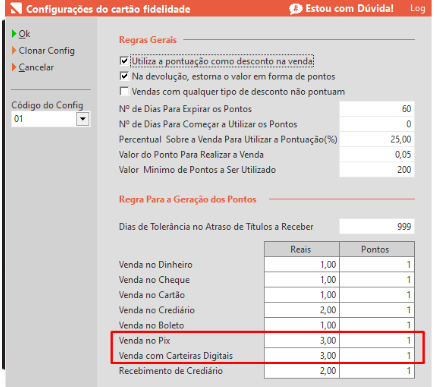 Configurações do cartão fidelidade
Estou com Dúvida!
Log
Ok
Clonar Config
Cancelar
Código do Config
01
Regras Gerais
Utiliza a pontuação como desconto na venda
Na devolução, estorna o valor em forma de pontos
Vendas com qualquer tipo de desconto não pontuam
Nº de Dias Para Expirar os Pontos 60
Nº de Dias Para Começar a Utilizar os Pontos 0
Percentual Sobre a Venda Para Utilizar a Pontuação(%) 25,00
Valor do Ponto Para Realizar a Venda 0,05
Valor Minimo de Pontos a Ser Utilizado 200
Regra Para a Geração dos Pontos
Dias de Tolerância no Atraso de Títulos a Receber 999
Reais Pontos
Venda no Dinheiro 1,00 1
Venda no Cheque 1,00 1
Venda no Cartão 1,00 1
Venda no Crediário 2,00 1
Venda no Boleto 1,00 1
Venda no Pix 3,00 1
Venda com Carteiras Digitais 3,00 1
Recebimento de Crediário 2,00 1